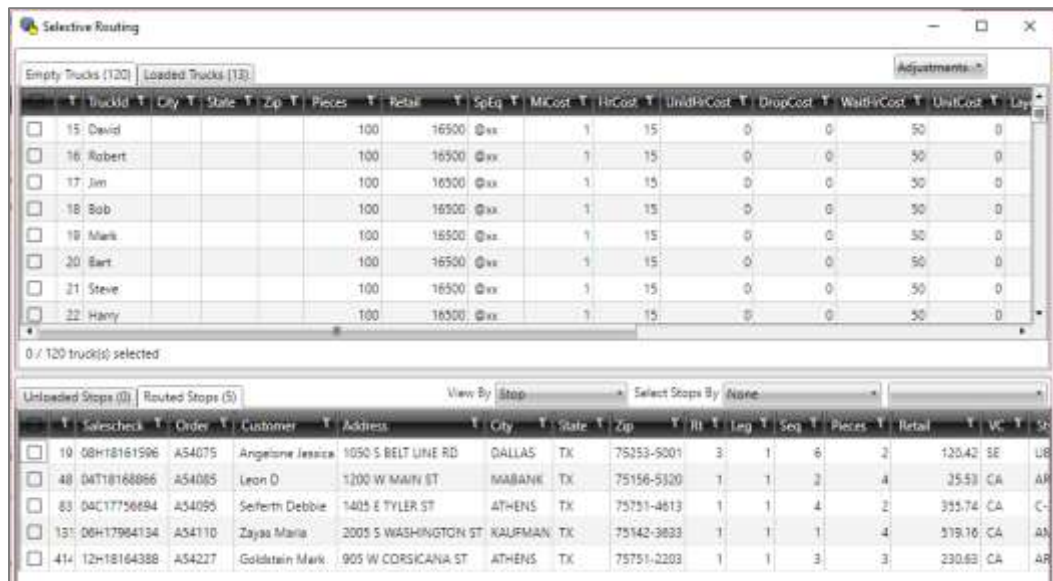 Selective Routing
Empty Trucks (120) Loaded Trucks (13) Adjustments
TruckId City State Zip Pieces Retail SpEq MiCost HrCost UnldHrCost DropCost WaitHrCost UnitCost Lay
15 David 100 16500 @xx 1 15 0 0 50 0
16 Robert 100 16500 @xx 1 15 0 0 50 0
17 Jim 100 16500 @xx 1 15 0 0 50 0
18 Bob 100 16500 @xx 1 15 0 0 50 0
19 Mark 100 16500 @xx 1 15 0 0 50 0
20 Bart 100 16500 @xx 1 15 0 0 50 0
21 Steve 100 16500 @xx 1 15 0 0 50 0
22 Harry 100 16500 @xx 1 15 0 0 50 0
0 / 120 truck(s) selected
Unloaded Stops (0) Routed Stops (5) View By Stop Select Stops By None
Salescheck Order Customer Address City State Zip Rt Leg Seq Pieces Retail VC
19 08H18161596 A54075 Angelone Jessica 1050 S BELT LINE RD DALLAS TX 75253-5001 3 1 6 2 120.42 SE
48 04T18168066 A54085 Leon D 1200 W MAIN ST MABANK TX 75156-5320 1 1 2 4 25.53 CA
83 04C17756694 A54095 Seiferth Debbie 1405 E TYLER ST ATHENS TX 75751-4613 1 1 4 2 355.74 CA
06H17964134 A54110 Zayas Maria 2005 S WASHINGTON ST KAUFMAN TX 75142-3633 1 1 1 4 519.16 CA
414 12H18164388 A54227 Goldstein Mark 905 W CORSICANA ST ATHENS TX 75751-2203 1 1 3 3 230.63 CA